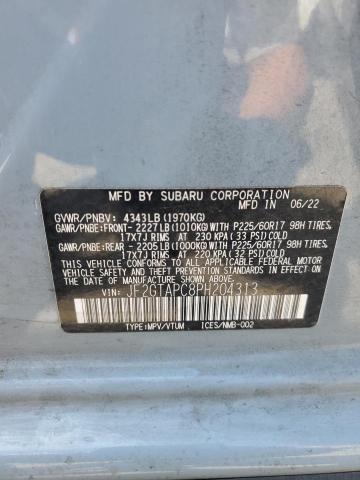 MFD BY SUBARU CORPORATION
MFD IN 06/22
GVWR/PNBV: 4343LB (1970KG)
GAWR/PNBE:FRONT- 2227LB(1010KG)WITH P225/60R17 98H TIRES,
17X7J RIMS AT 230 KPA (33 PSI) COLD
GAWR/PNBE:REAR - 2205LB(1000KG)WITH P225/60R17 98H TIRES,
17X7J RIMS AT 220 KPA (32 PSI) COLD
THIS VEHICLE CONFORMS TO ALL APPLICABLE FEDERAL MOTOR
VEHICLE SAFETY, BUMPER, AND THEFT PREVENTION STANDARDS
IN EFFECT ON THE DATE OF MANUFACTURE SHOWN ABOVE.
JF2GTAPC8PH204313
TYPE:MPV/VTUM ICES/NMB-002